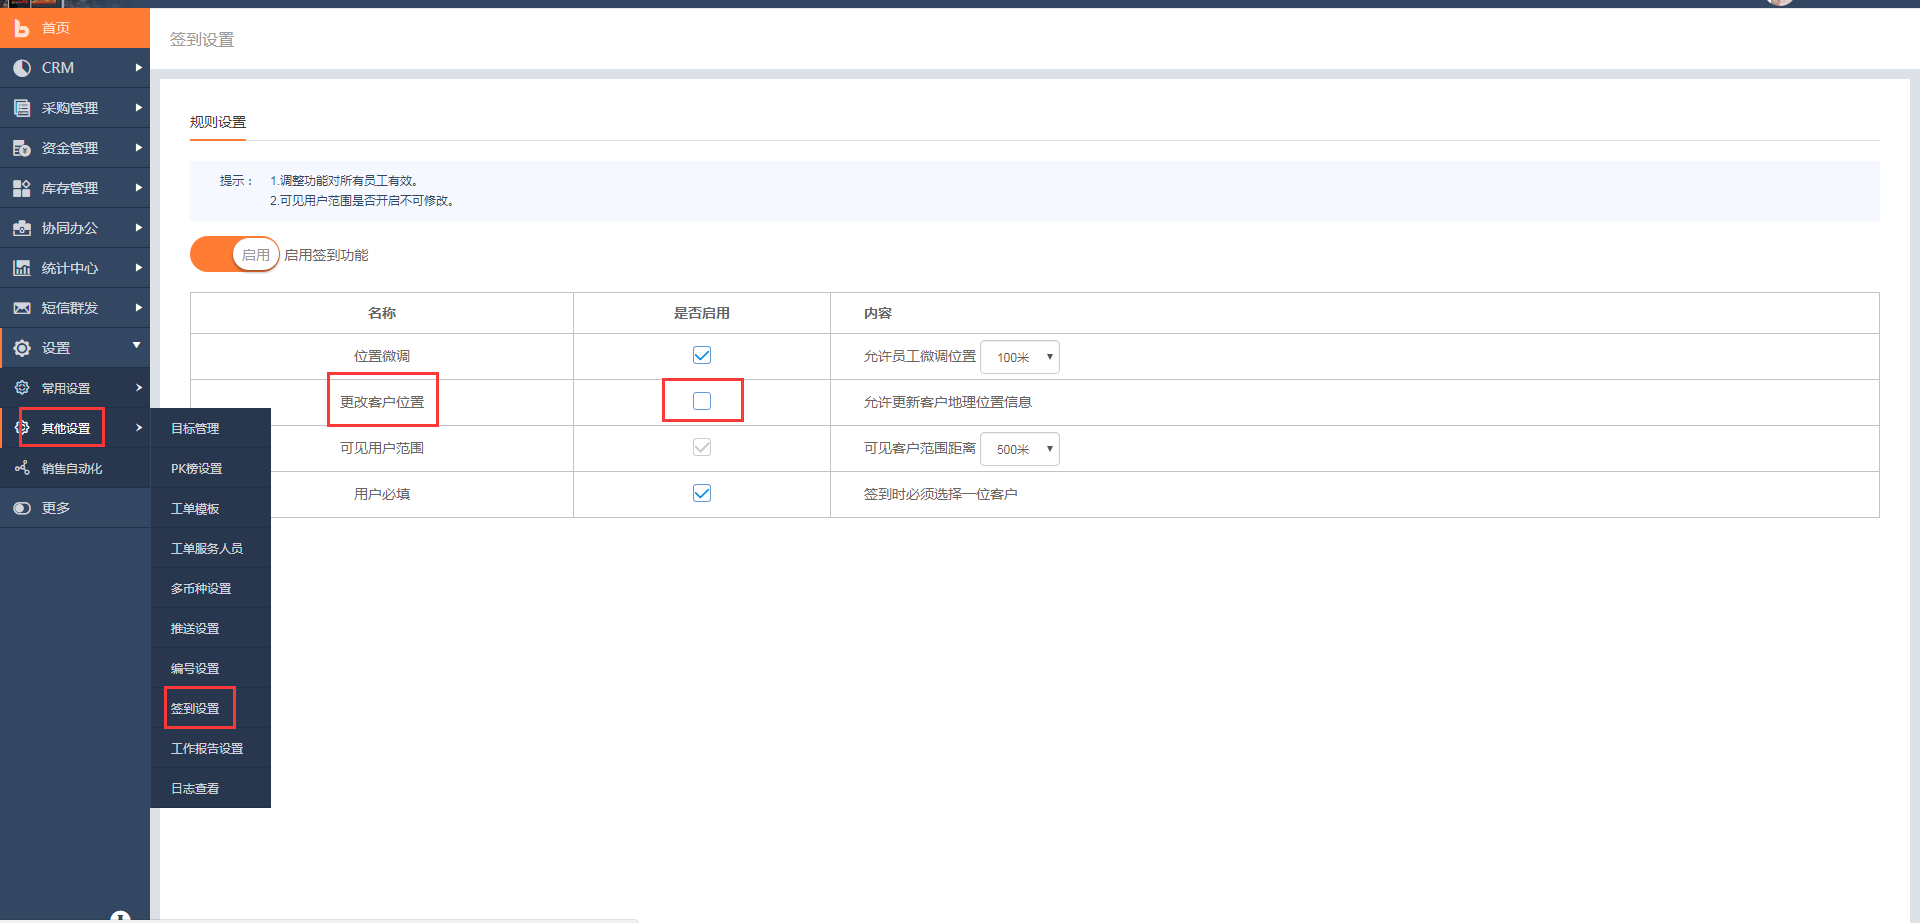 首页
CRM
采购管理
资金管理
库存管理
协同办公
统计中心
短信群发
设置
常用设置
其他设置
销售自动化
更多
目标管理
PK榜设置
工单模板
工单服务人员
多币种设置
推送设置
编号设置
签到设置
工作报告设置
日志查看
签到设置
规则设置
提示： 1.调整功能对所有员工有效。
2.可见用户范围是否开启不可修改。
启用 启用签到功能
名称 是否启用 内容
位置微调 允许员工微调位置 100米
更改客户位置 允许更新客户地理位置信息
可见用户范围 可见客户范围距离 500米
用户必填 签到时必须选择一位客户